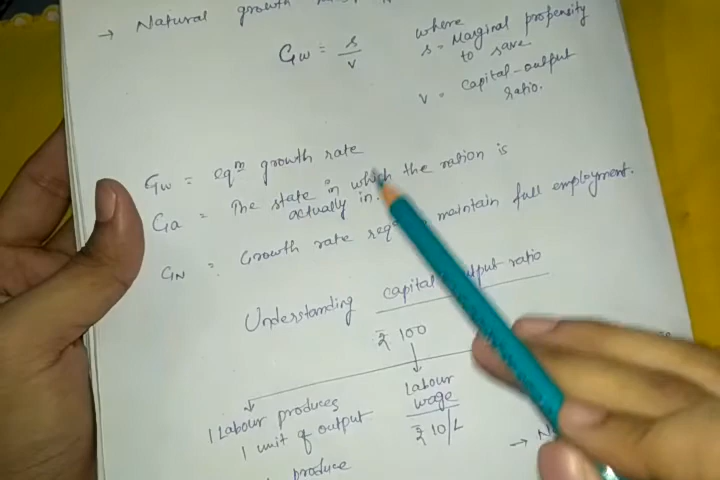 → Natural growth
Gw = s/v
where
s = Marginal propensity
to save
v = capital-output
ratio.
Gw = eqm growth rate
GA = The state in which the nation is
actually in.
GN = Growth rate maintain full employment.
Understanding capital output ratio
₹ 100
1 Labour produces
1 unit of output
Labour
wage
₹ 10/L
produce